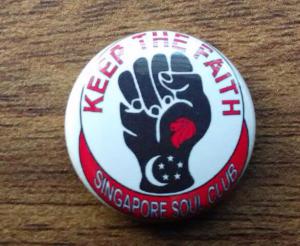 KEEP THE FAITH
SINGAPORE SOUL CLUB